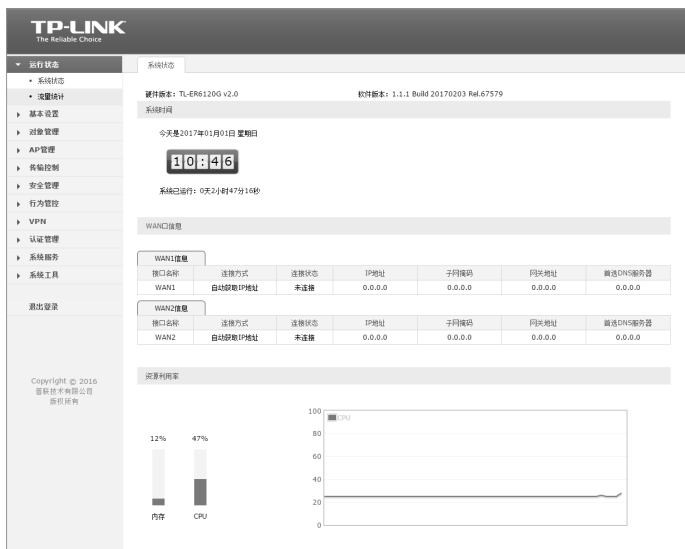 TP-LINK
The Reliable Choice
运行状态
系统状态
流量统计
基本设置
对象管理
AP管理
传输控制
安全管理
行为管控
VPN
认证管理
系统服务
系统工具
退出登录
Copyright © 2016
普联技术有限公司
版权所有
系统状态
硬件版本：TL-ER6120G v2.0 软件版本：1.1.1 Build 20170203 Rel.67579
系统时间
今天是2017年01月01日 星期日
10:46
系统已运行：0天2小时47分16秒
WAN口信息
WAN1信息
接口名称 连接方式 连接状态 IP地址 子网掩码 网关地址 首选DNS服务器
WAN1 自动获取IP地址 未连接 0.0.0.0 0.0.0.0 0.0.0.0 0.0.0.0
WAN2信息
接口名称 连接方式 连接状态 IP地址 子网掩码 网关地址 首选DNS服务器
WAN2 自动获取IP地址 未连接 0.0.0.0 0.0.0.0 0.0.0.0 0.0.0.0
资源利用率
12% 47%
内存 CPU
CPU
100
80
60
40
20
0